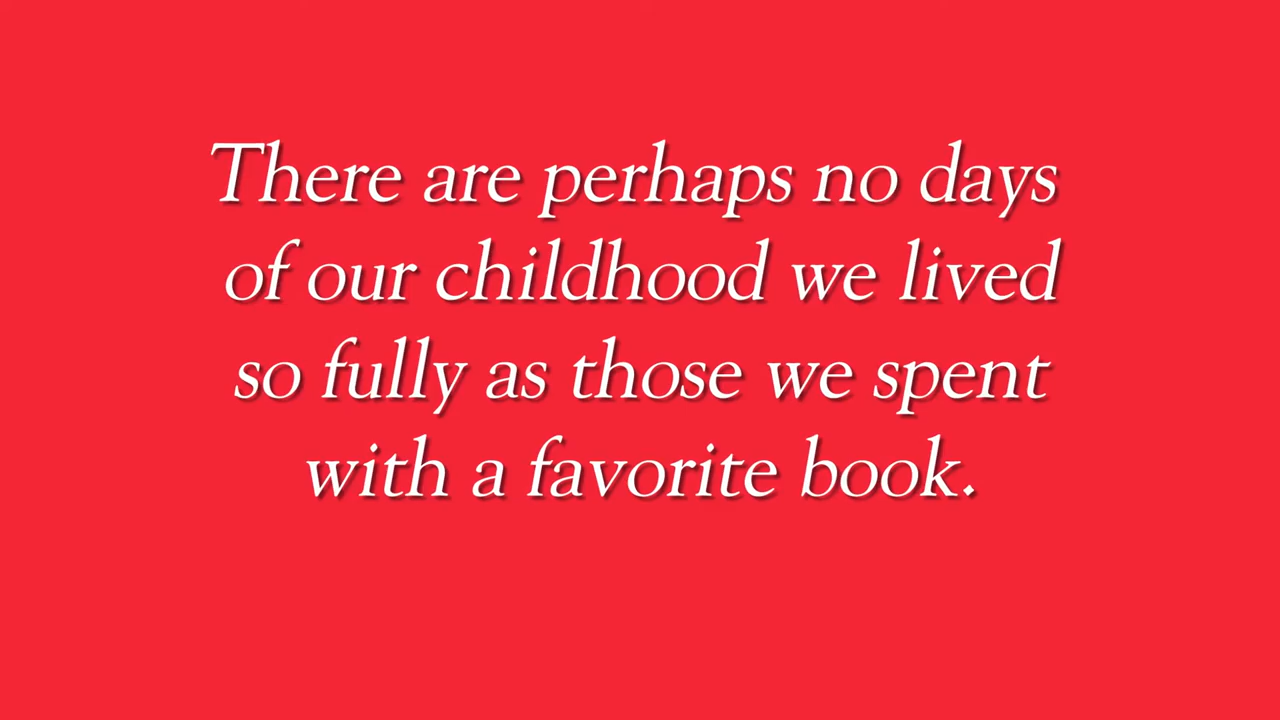 There are perhaps no days
of our childhood we lived
so fully as those we spent
with a favorite book.